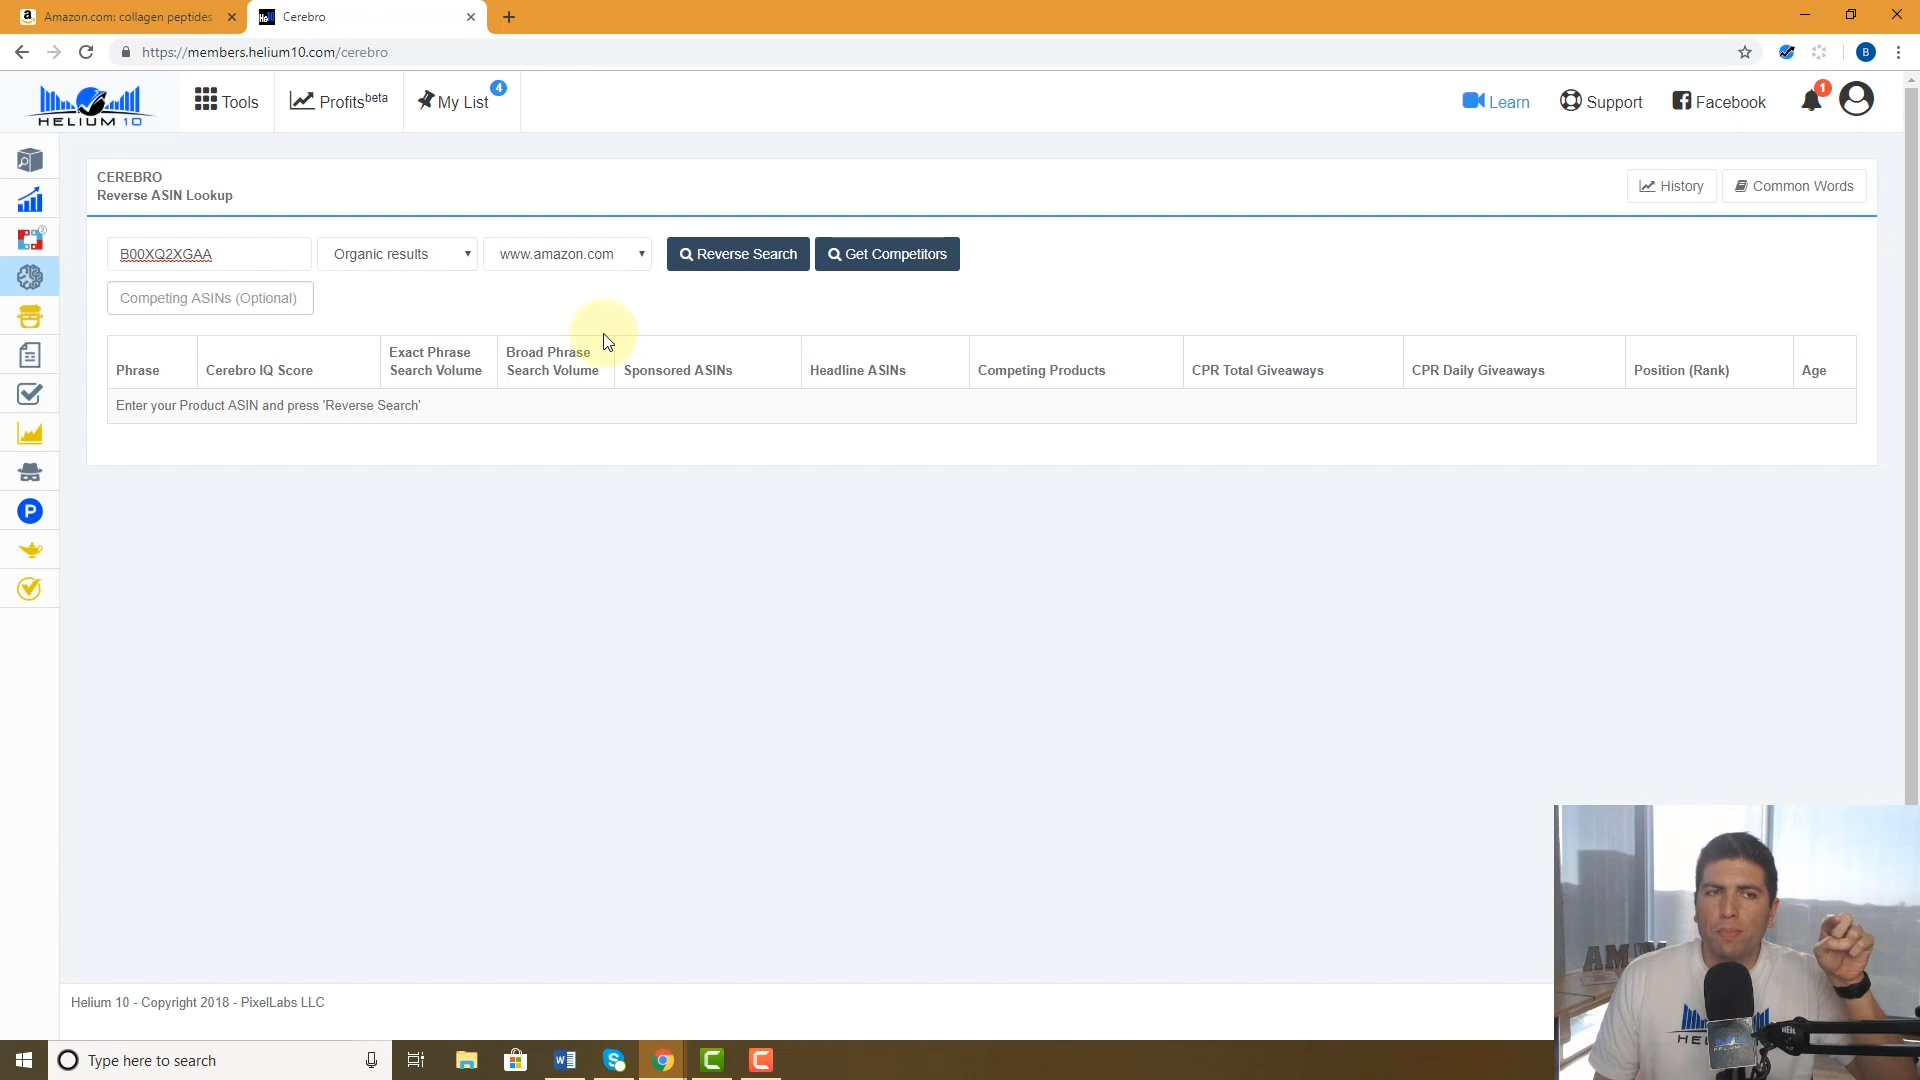 Amazon.com: collagen peptides
Cerebro
https://members.helium10.com/cerebro
B
HELIUM 10
Tools
Profits beta
My List
4
Learn
Support
Facebook
1
CEREBRO
Reverse ASIN Lookup
History
Common Words
B00XQ2XGAA
Organic results
www.amazon.com
Reverse Search
Get Competitors
Competing ASINs (Optional)
Phrase
Cerebro IQ Score
Exact Phrase
Search Volume
Broad Phrase
Search Volume
Sponsored ASINs
Headline ASINs
Competing Products
CPR Total Giveaways
CPR Daily Giveaways
Position (Rank)
Age
Enter your Product ASIN and press 'Reverse Search'
P
Helium 10 - Copyright 2018 - PixelLabs LLC
Type here to search